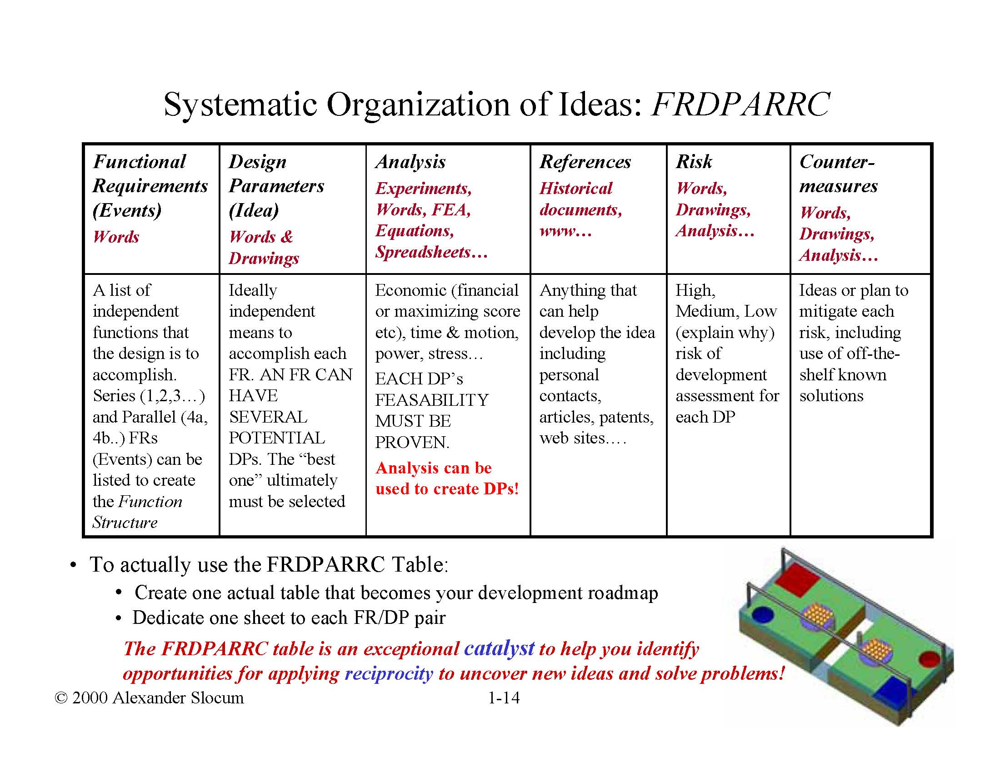 Systematic Organization of Ideas: FRDPARRC
Functional
Requirements
(Events)
Words
Design
Parameters
(Idea)
Words &
Drawings
Analysis
Experiments,
Words, FEA,
Equations,
Spreadsheets…
References
Historical
documents,
www…
Risk
Words,
Drawings,
Analysis…
Counter-
measures
Words,
Drawings,
Analysis…
A list of
independent
functions that
the design is to
accomplish.
Series (1,2,3…)
and Parallel (4a,
4b..) FRs
(Events) can be
listed to create
the Function
Structure
Ideally
independent
means to
accomplish each
FR. AN FR CAN
HAVE
SEVERAL
POTENTIAL
DPs. The “best
one” ultimately
must be selected
Economic (financial
or maximizing score
etc), time & motion,
power, stress…
EACH DP’s
FEASABILITY
MUST BE
PROVEN.
Analysis can be
used to create DPs!
Anything that
can help
develop the idea
including
personal
contacts,
articles, patents,
web sites….
High,
Medium, Low
(explain why)
risk of
development
assessment for
each DP
Ideas or plan to
mitigate each
risk, including
use of off-the-
shelf known
solutions
• To actually use the FRDPARRC Table:
• Create one actual table that becomes your development roadmap
• Dedicate one sheet to each FR/DP pair
The FRDPARRC table is an exceptional catalyst to help you identify
opportunities for applying reciprocity to uncover new ideas and solve problems!
© 2000 Alexander Slocum
1-14